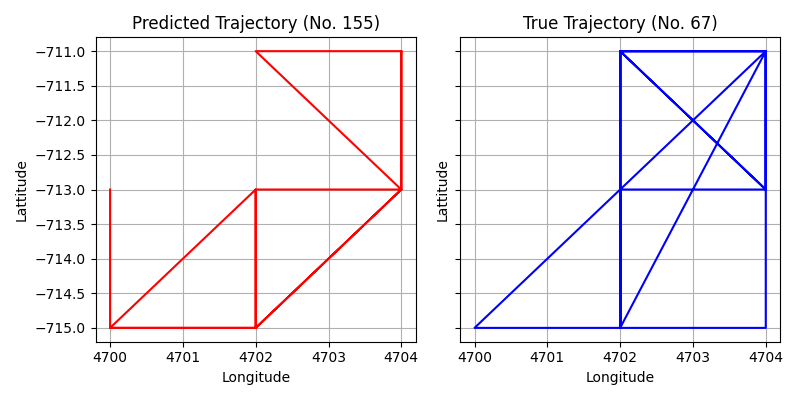 Predicted Trajectory (No. 155)
True Trajectory (No. 67)
−711.0
−711.5
−712.0
−712.5
−713.0
−713.5
−714.0
−714.5
−715.0
Lattitude
Lattitude
4700 4701 4702 4703 4704
4700 4701 4702 4703 4704
Longitude
Longitude